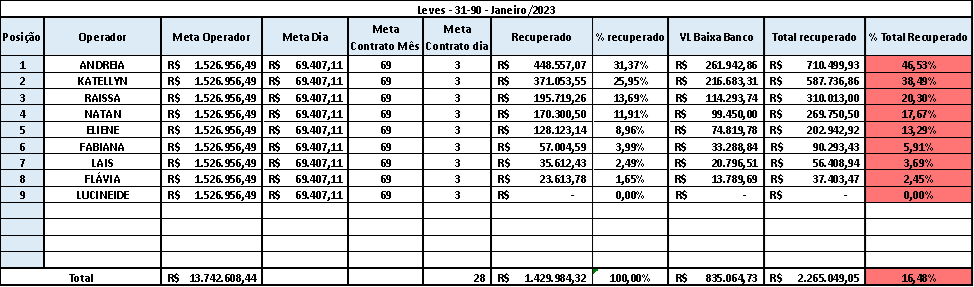 Leves - 31-90 - Janeiro/2023
Posição Operador Meta Operador Meta Dia Meta Contrato Mês Meta Contrato dia Recuperado % recuperado VL Baixa Banco Total recuperado % Total Recuperado
1 ANDREIA R$ 1.526.956,49 R$ 69.407,11 69 3 R$ 448.557,07 31,37% R$ 261.942,86 R$ 710.499,93 46,53%
2 KATELLYN R$ 1.526.956,49 R$ 69.407,11 69 3 R$ 371.053,55 25,95% R$ 216.683,31 R$ 587.736,86 38,49%
3 RAISSA R$ 1.526.956,49 R$ 69.407,11 69 3 R$ 195.719,26 13,69% R$ 114.293,74 R$ 310.013,00 20,30%
4 NATAN R$ 1.526.956,49 R$ 69.407,11 69 3 R$ 170.300,50 11,91% R$ 99.450,00 R$ 269.750,50 17,67%
5 ELIENE R$ 1.526.956,49 R$ 69.407,11 69 3 R$ 128.123,14 8,96% R$ 74.819,78 R$ 202.942,92 13,29%
6 FABIANA R$ 1.526.956,49 R$ 69.407,11 69 3 R$ 57.004,59 3,99% R$ 33.288,84 R$ 90.293,43 5,91%
7 LAIS R$ 1.526.956,49 R$ 69.407,11 69 3 R$ 35.612,43 2,49% R$ 20.796,51 R$ 56.408,94 3,69%
8 FLÁVIA R$ 1.526.956,49 R$ 69.407,11 69 3 R$ 23.613,78 1,65% R$ 13.789,69 R$ 37.403,47 2,45%
9 LUCINEIDE R$ 1.526.956,49 R$ 69.407,11 69 3 R$ - 0,00% R$ - R$ - 0,00%
Total R$ 13.742.608,44 28 R$ 1.429.984,32 100,00% R$ 835.064,73 R$ 2.265.049,05 16,48%